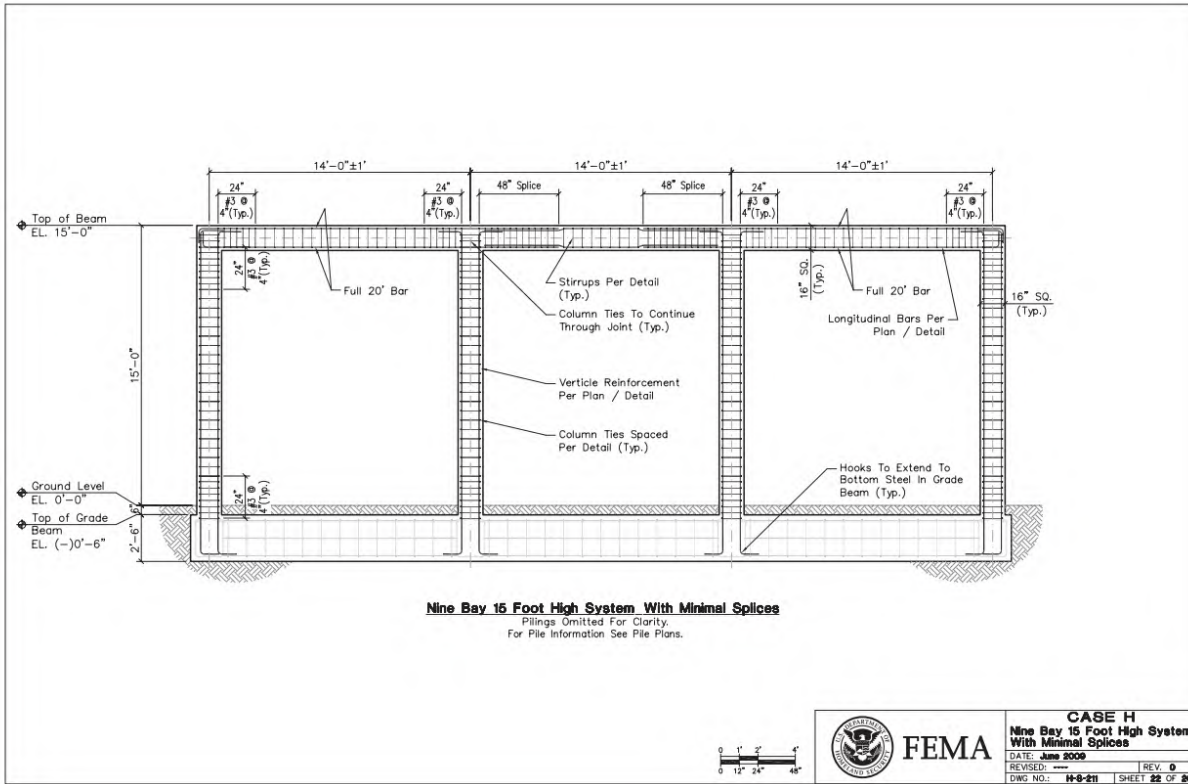 14'-0"±1'
14'-0"±1'
14'-0"±1'
24"
#3 @
4"(Typ.)
24"
#3 @
4"(Typ.)
48" Splice
48" Splice
24"
#3 @
4"(Typ.)
24"
#3 @
4"(Typ.)
Top of Beam
EL. 15'-0"
24"
#3 @
4"(Typ.)
Full 20' Bar
Stirrups Per Detail
(Typ.)
Column Ties To Continue
Through Joint (Typ.)
16" SQ.
(Typ.)
Full 20' Bar
Longitudinal Bars Per
Plan / Detail
16" SQ.
(Typ.)
15'-0"
Verticle Reinforcement
Per Plan / Detail
Column Ties Spaced
Per Detail (Typ.)
Hooks To Extend To
Bottom Steel In Grade
Beam (Typ.)
24"
#3 @
4"(Typ.)
Ground Level
EL. 0'-0"
6"
Top of Grade
Beam
EL. (-)0'-6"
2'-6"
Nine Bay 15 Foot High System With Minimal Splices
Pilings Omitted For Clarity.
For Pile Information See Pile Plans.
0 1' 2' 4'
0 12" 24" 48"
U.S. DEPARTMENT OF
HOMELAND SECURITY
FEMA
CASE H
Nine Bay 15 Foot High System
With Minimal Splices
DATE: June 2009
REVISED: ----
REV. 0
DWG NO.: H-S-211
SHEET 22 OF